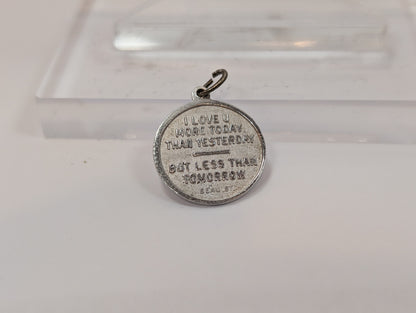 I LOVE U
MORE TODAY
THAN YESTERDAY
BUT LESS THAN
TOMORROW